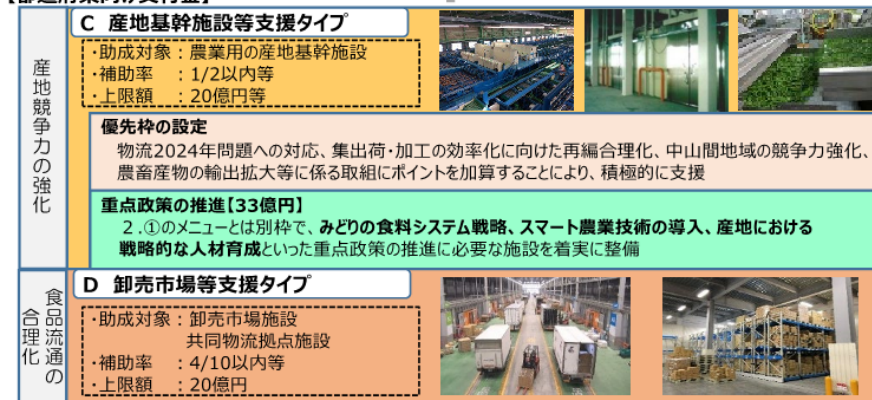 【都道府県向け交付金】
産地競争力の強化
C 産地基幹施設等支援タイプ
・助成対象：農業用の産地基幹施設
・補助率　：1/2以内等
・上限額　：20億円等
優先枠の設定
物流2024年問題への対応、集出荷・加工の効率化に向けた再編合理化、中山間地域の競争力強化、
農畜産物の輸出拡大等に係る取組にポイントを加算することにより、積極的に支援
重点政策の推進【33億円】
２.①のメニューとは別枠で、みどりの食料システム戦略、スマート農業技術の導入、産地における
戦略的な人材育成といった重点政策の推進に必要な施設を着実に整備
食品流通の
合理化
D 卸売市場等支援タイプ
・助成対象：卸売市場施設
共同物流拠点施設
・補助率　：4/10以内等
・上限額　：20億円